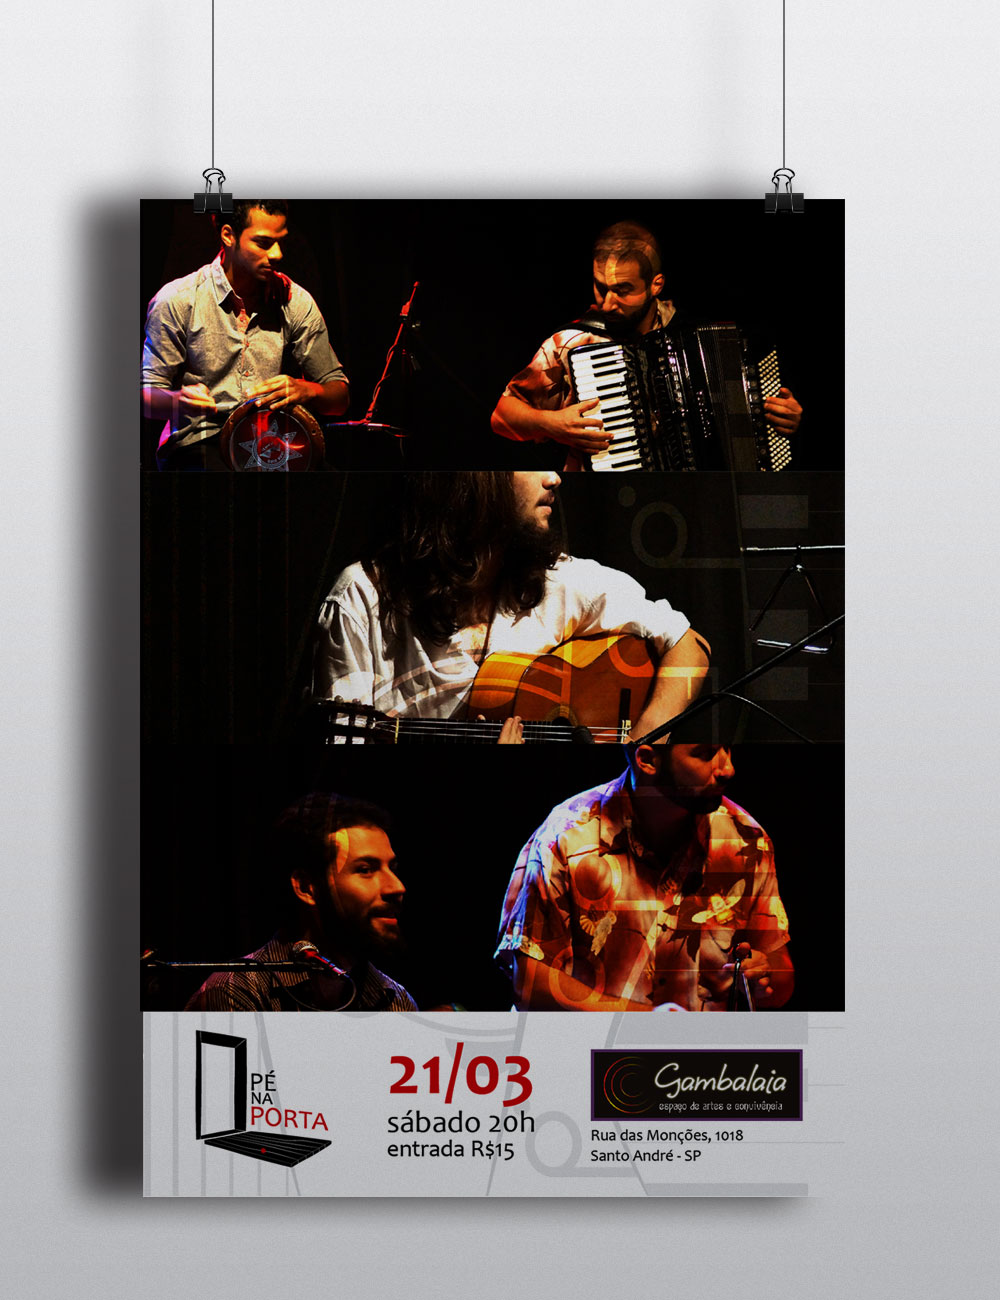 PÉ
NA
PORTA
21/03
sábado 20h
entrada R$15
Gambalaia
espaço de artes e convivência
Rua das Monções, 1018
Santo André - SP